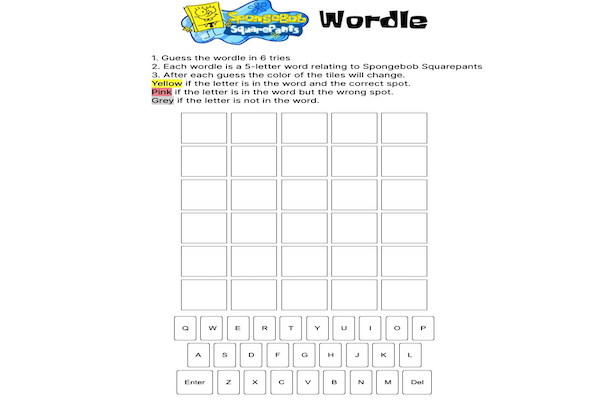 SpongeBob
SquarePants
Wordle
1. Guess the wordle in 6 tries
2. Each wordle is a 5-letter word relating to Spongebob Squarepants
3. After each guess the color of the tiles will change.
Yellow if the letter is in the word and the correct spot.
Pink if the letter is in the word but the wrong spot.
Grey if the letter is not in the word.
Q W E R T Y U I O P
A S D F G H J K L
Enter Z X C V B N M Del